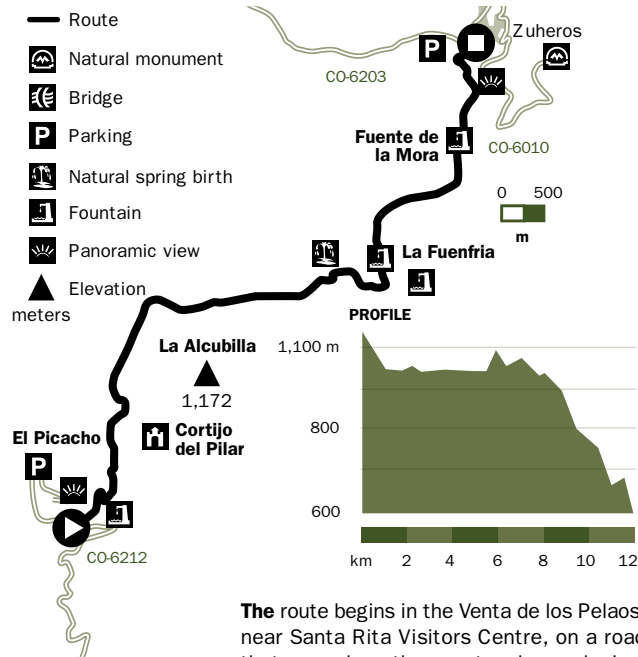 Route
Natural monument
Bridge
P Parking
Natural spring birth
Fountain
Panoramic view
Elevation
meters
Zuheros
P
CO-6203
CO-6010
Fuente de
la Mora
0 500
m
La Fuenfria
La Alcubilla
1,172
El Picacho
P
Cortijo
del Pilar
CO-6212
PROFILE
1,100 m
800
600
km 2 4 6 8 10 12
The route begins in the Venta de los Pelaos,
near Santa Rita Visitors Centre, on a road